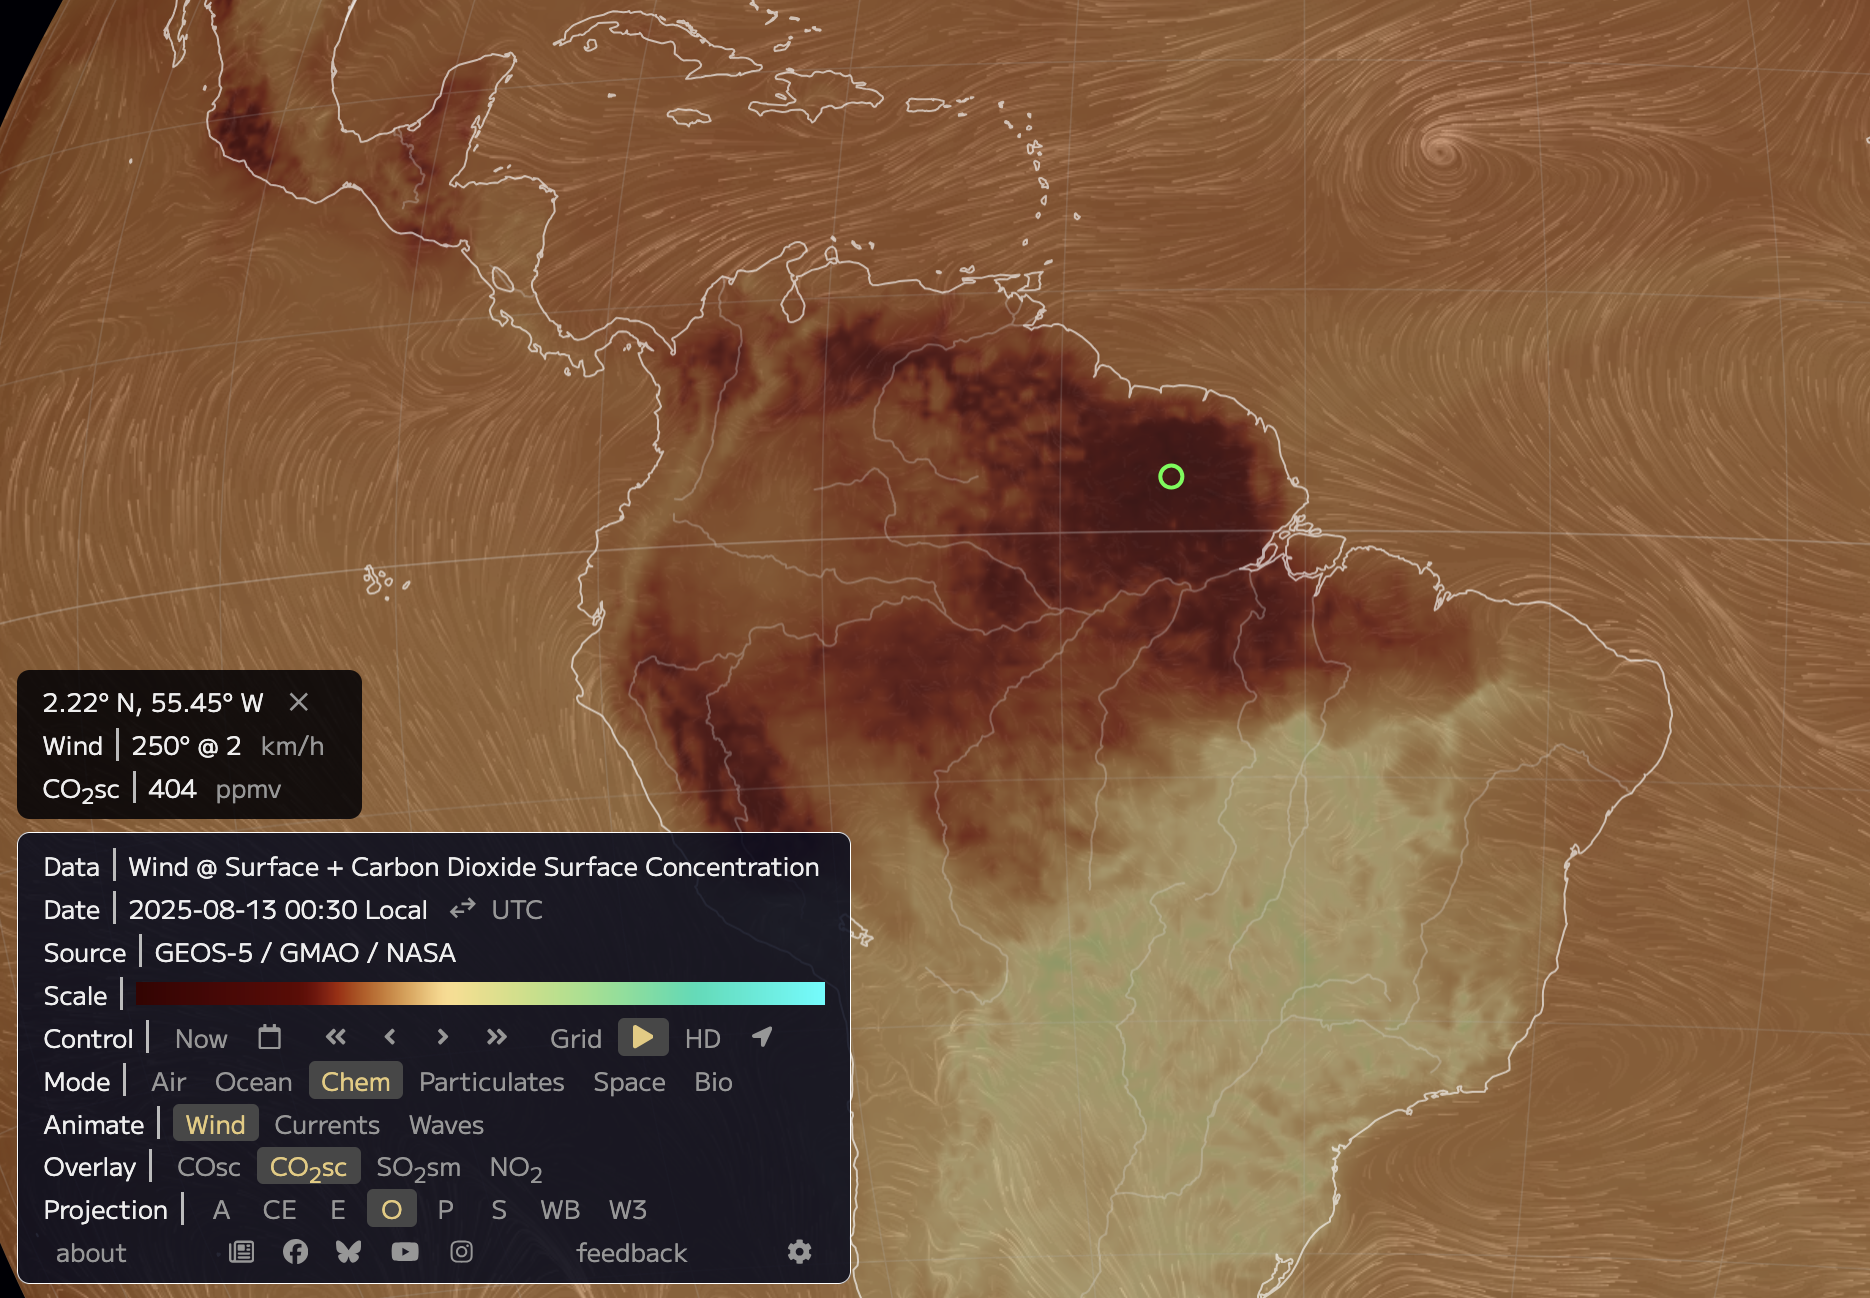 2.22° N, 55.45° W ✕
Wind | 250° @ 2 km/h
CO₂sc | 404 ppmv
Data | Wind @ Surface + Carbon Dioxide Surface Concentration
Date | 2025-08-13 00:30 Local ⇄ UTC
Source | GEOS-5 / GMAO / NASA
Scale |
Control | Now « ‹ › » Grid HD
Mode | Air Ocean Chem Particulates Space Bio
Animate | Wind Currents Waves
Overlay | COsc CO₂sc SO₂sm NO₂
Projection | A CE E O P S WB W3
about feedback